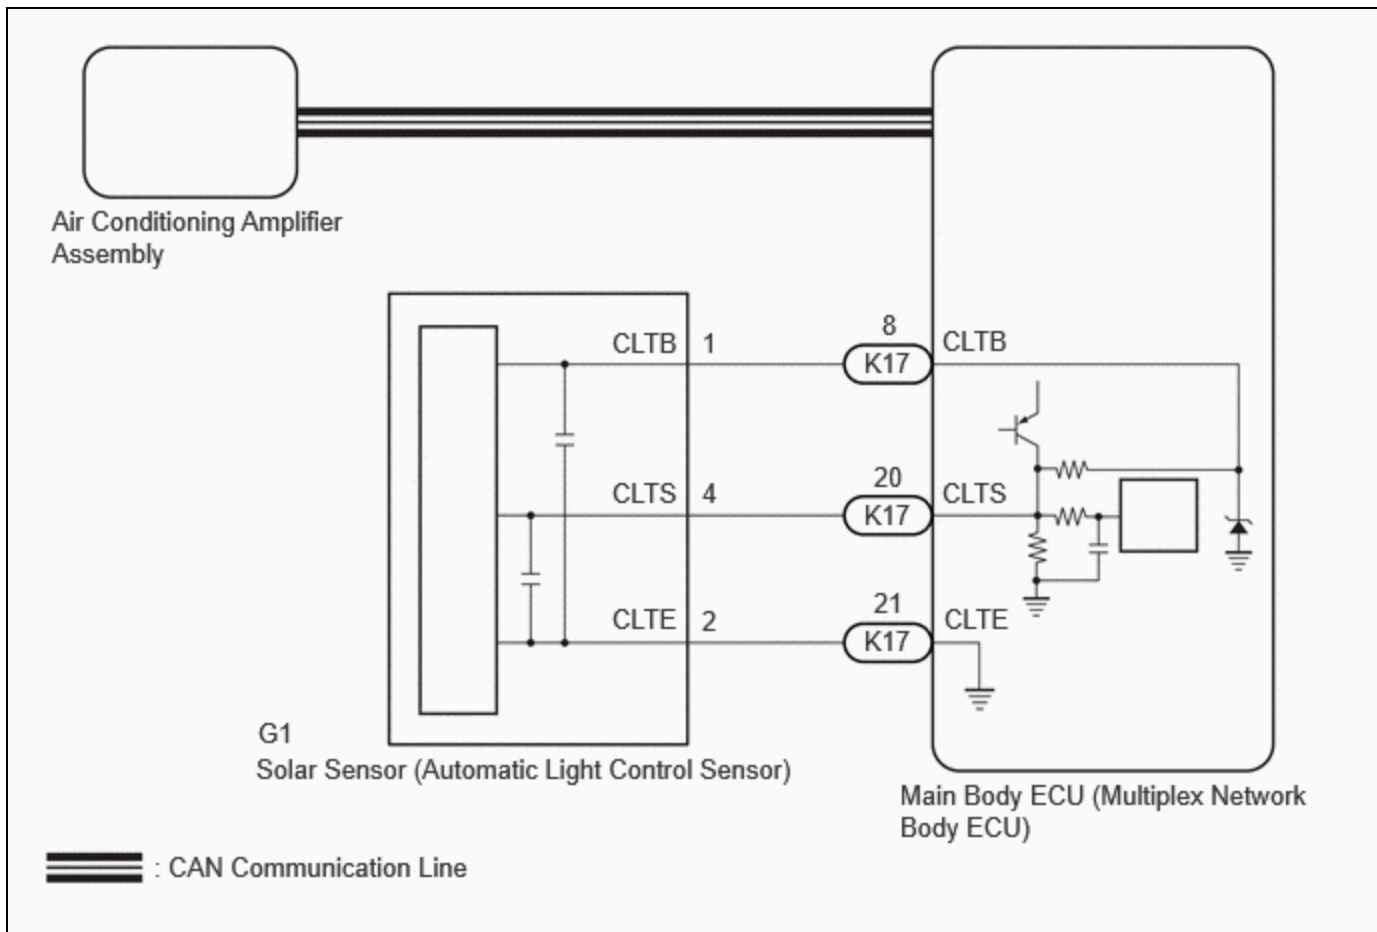 Air Conditioning Amplifier
Assembly
CLTB 1
8
K17
CLTB
CLTS 4
20
K17
CLTS
CLTE 2
21
K17
CLTE
G1
Solar Sensor (Automatic Light Control Sensor)
Main Body ECU (Multiplex Network
Body ECU)
: CAN Communication Line